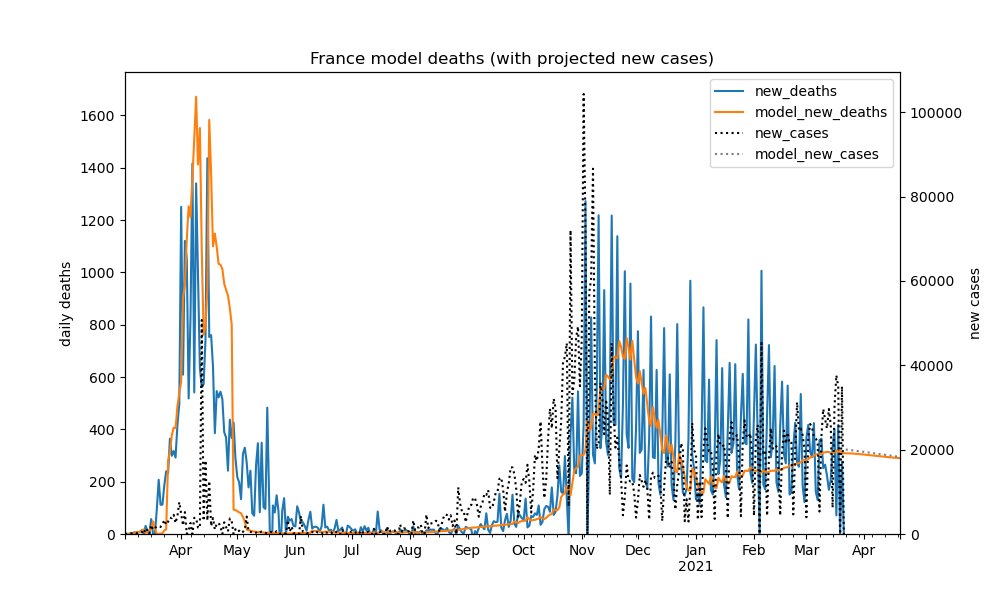 France model deaths (with projected new cases)
new_deaths
model_new_deaths
new_cases
model_new_cases
daily deaths
1600
1400
1200
1000
800
600
400
200
0
new cases
100000
80000
60000
40000
20000
0
Apr May Jun Jul Aug Sep Oct Nov Dec Jan Feb Mar Apr
2021